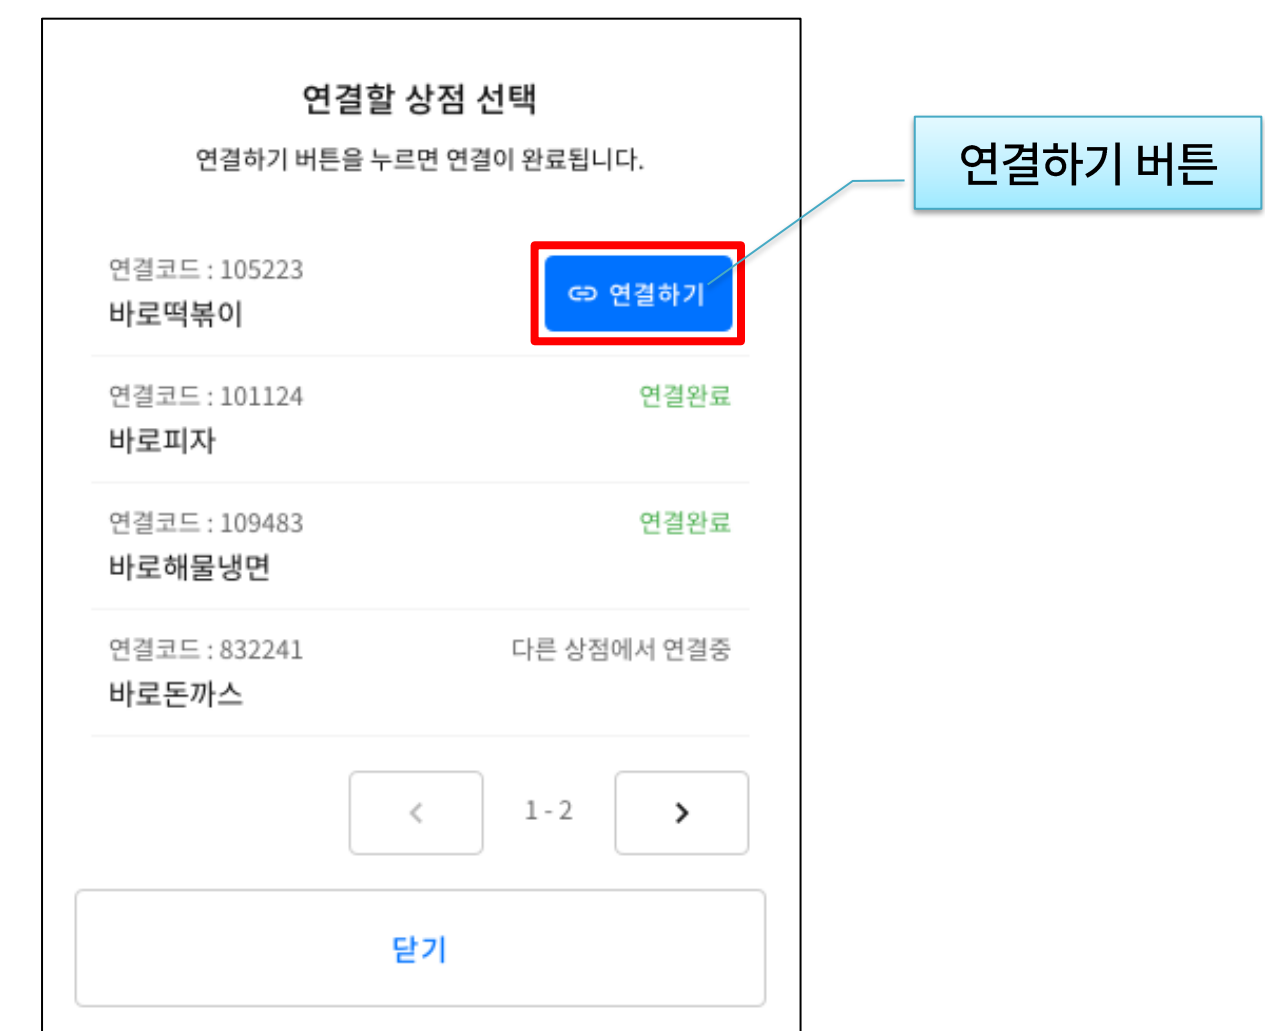 연결할 상점 선택
연결하기 버튼을 누르면 연결이 완료됩니다.
연결하기 버튼
연결코드 : 105223
바로떡볶이
연결하기
연결코드 : 101124
연결완료
바로피자
연결코드 : 109483
연결완료
바로해물냉면
연결코드 : 832241
다른 상점에서 연결중
바로돈까스
1 - 2
닫기